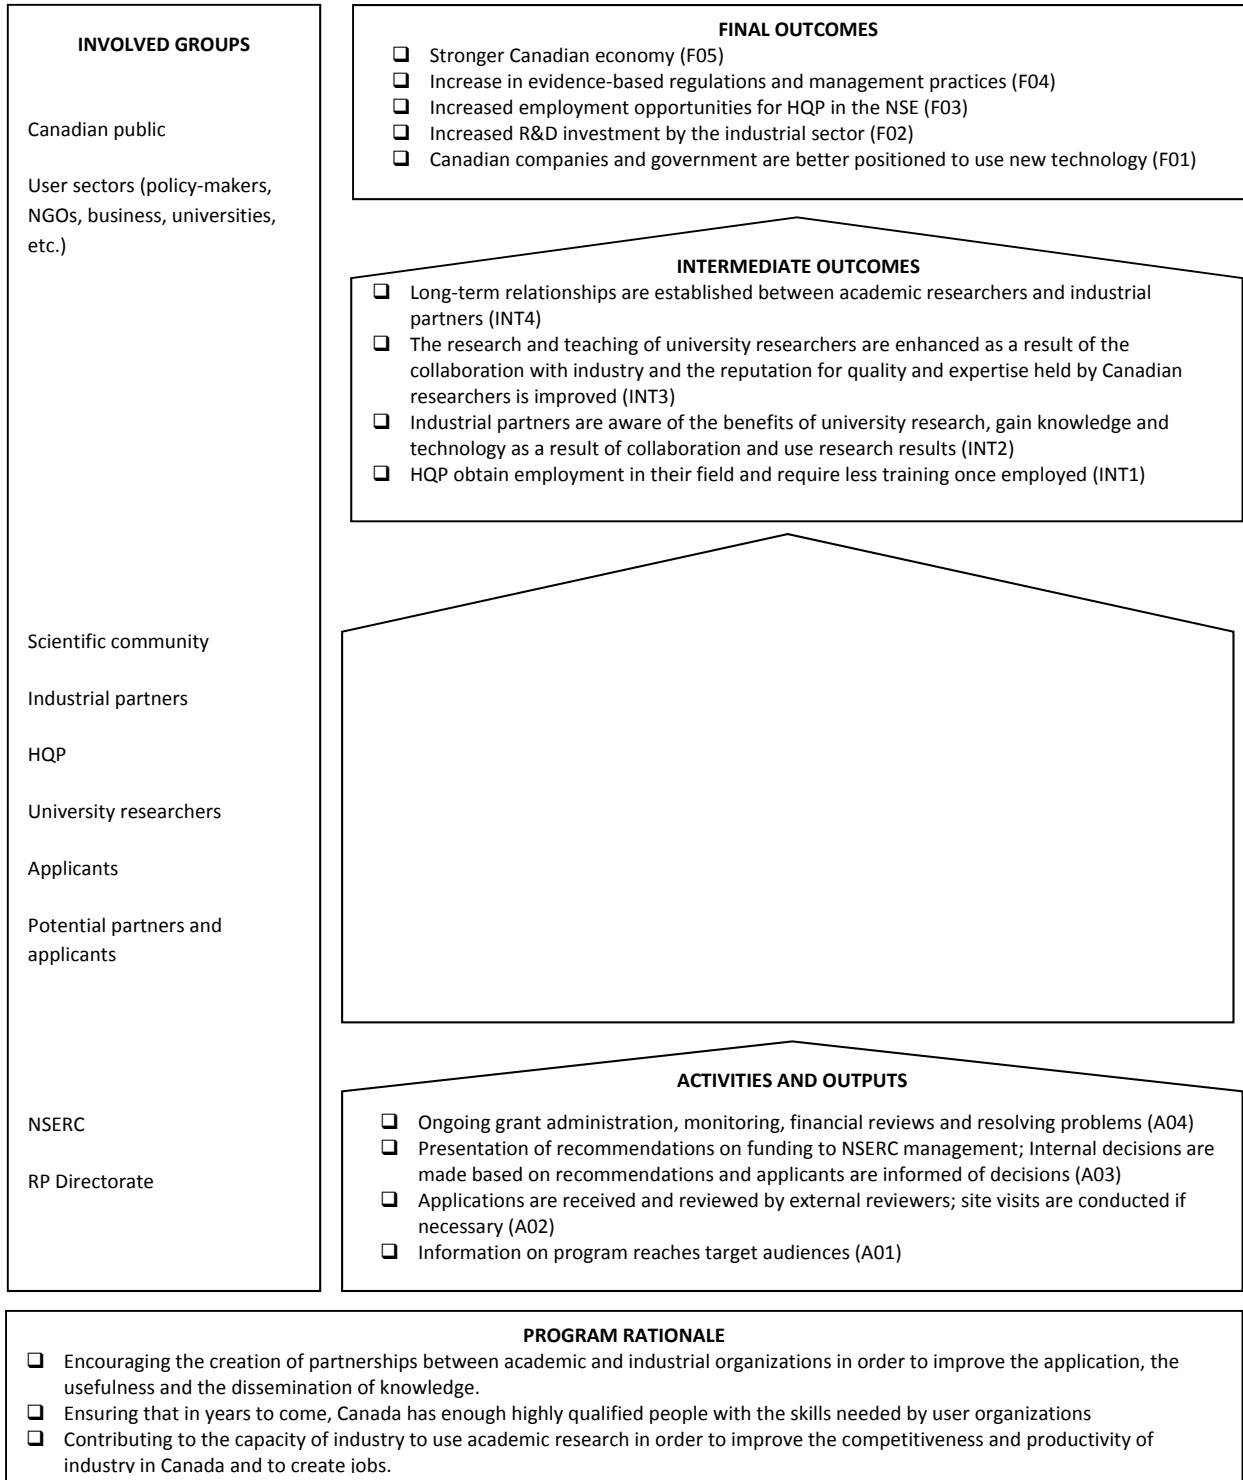 INVOLVED GROUPS
Canadian public
User sectors (policy-makers,
NGOs, business, universities,
etc.)
Scientific community
Industrial partners
HQP
University researchers
Applicants
Potential partners and
applicants
NSERC
RP Directorate
FINAL OUTCOMES
❑ Stronger Canadian economy (F05)
❑ Increase in evidence-based regulations and management practices (F04)
❑ Increased employment opportunities for HQP in the NSE (F03)
❑ Increased R&D investment by the industrial sector (F02)
❑ Canadian companies and government are better positioned to use new technology (F01)
INTERMEDIATE OUTCOMES
❑ Long-term relationships are established between academic researchers and industrial
partners (INT4)
❑ The research and teaching of university researchers are enhanced as a result of the
collaboration with industry and the reputation for quality and expertise held by Canadian
researchers is improved (INT3)
❑ Industrial partners are aware of the benefits of university research, gain knowledge and
technology as a result of collaboration and use research results (INT2)
❑ HQP obtain employment in their field and require less training once employed (INT1)
ACTIVITIES AND OUTPUTS
❑ Ongoing grant administration, monitoring, financial reviews and resolving problems (A04)
❑ Presentation of recommendations on funding to NSERC management; Internal decisions are
made based on recommendations and applicants are informed of decisions (A03)
❑ Applications are received and reviewed by external reviewers; site visits are conducted if
necessary (A02)
❑ Information on program reaches target audiences (A01)
PROGRAM RATIONALE
❑ Encouraging the creation of partnerships between academic and industrial organizations in order to improve the application, the
usefulness and the dissemination of knowledge.
❑ Ensuring that in years to come, Canada has enough highly qualified people with the skills needed by user organizations
❑ Contributing to the capacity of industry to use academic research in order to improve the competitiveness and productivity of
industry in Canada and to create jobs.